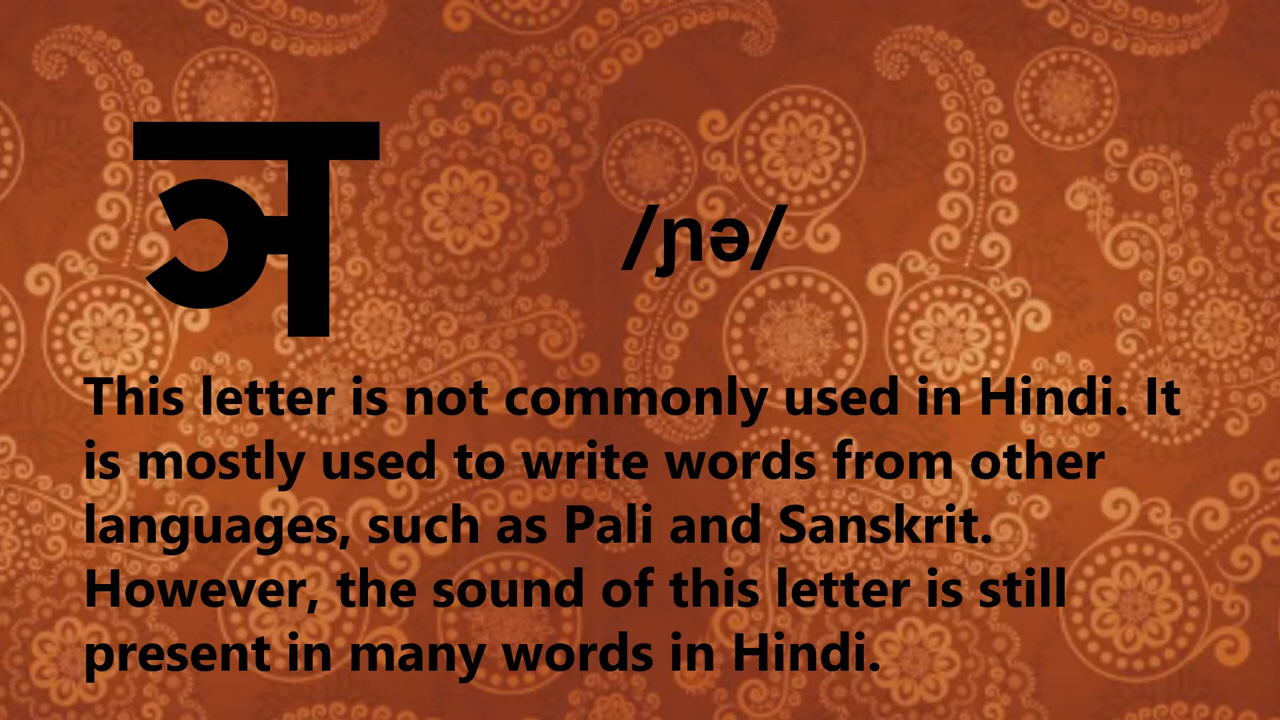 ञ /ɲə/
This letter is not commonly used in Hindi. It
is mostly used to write words from other
languages, such as Pali and Sanskrit.
However, the sound of this letter is still
present in many words in Hindi.